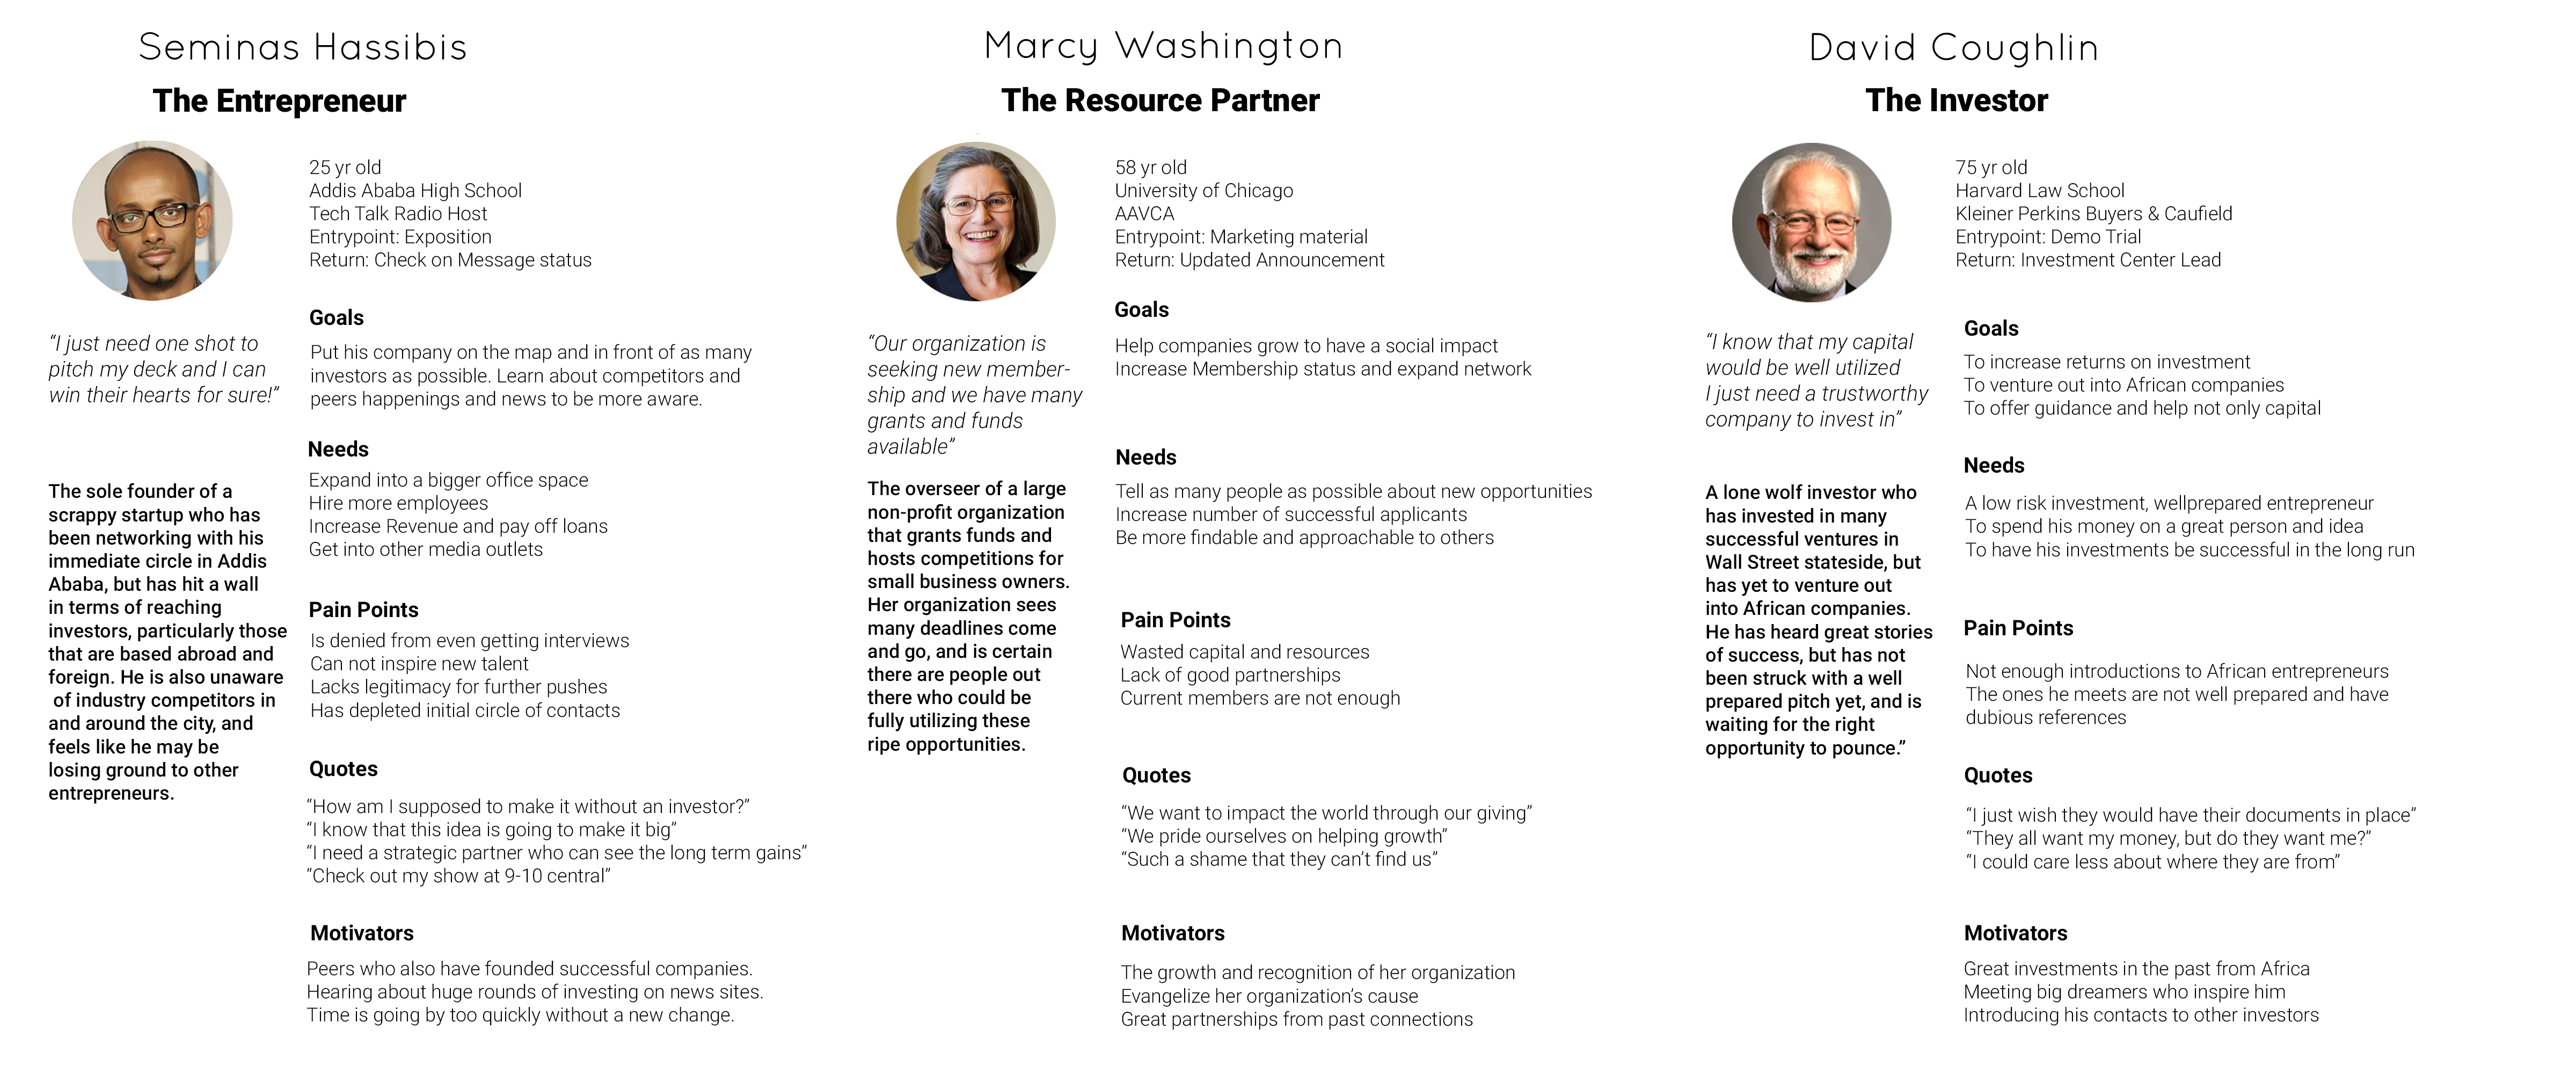 Seminas Hassibis
The Entrepreneur
25 yr old
Addis Ababa High School
Tech Talk Radio Host
Entrypoint: Exposition
Return: Check on Message status
“I just need one shot to
pitch my deck and I can
win their hearts for sure!”
The sole founder of a
scrappy startup who has
been networking with his
immediate circle in Addis
Ababa, but has hit a wall
in terms of reaching
investors, particularly those
that are based abroad and
foreign. He is also unaware
of industry competitors in
and around the city, and
feels like he may be
losing ground to other
entrepreneurs.
Goals
Put his company on the map and in front of as many
investors as possible. Learn about competitors and
peers happenings and news to be more aware.
Needs
Expand into a bigger office space
Hire more employees
Increase Revenue and pay off loans
Get into other media outlets
Pain Points
Is denied from even getting interviews
Can not inspire new talent
Lacks legitimacy for further pushes
Has depleted initial circle of contacts
Quotes
“How am I supposed to make it without an investor?”
“I know that this idea is going to make it big”
“I need a strategic partner who can see the long term gains”
“Check out my show at 9-10 central”
Motivators
Peers who also have founded successful companies.
Hearing about huge rounds of investing on news sites.
Time is going by too quickly without a new change.
Marcy Washington
The Resource Partner
58 yr old
University of Chicago
AAVCA
Entrypoint: Marketing material
Return: Updated Announcement
“Our organization is
seeking new member-
ship and we have many
grants and funds
available”
The overseer of a large
non-profit organization
that grants funds and
hosts competitions for
small business owners.
Her organization sees
many deadlines come
and go, and is certain
there are people out
there who could be
fully utilizing these
ripe opportunities.
Goals
Help companies grow to have a social impact
Increase Membership status and expand network
Needs
Tell as many people as possible about new opportunities
Increase number of successful applicants
Be more findable and approachable to others
Pain Points
Wasted capital and resources
Lack of good partnerships
Current members are not enough
Quotes
“We want to impact the world through our giving”
“We pride ourselves on helping growth”
“Such a shame that they can’t find us”
Motivators
The growth and recognition of her organization
Evangelize her organization’s cause
Great partnerships from past connections
David Coughlin
The Investor
75 yr old
Harvard Law School
Kleiner Perkins Buyers & Caufield
Entrypoint: Demo Trial
Return: Investment Center Lead
“I know that my capital
would be well utilized
I just need a trustworthy
company to invest in”
A lone wolf investor who
has invested in many
successful ventures in
Wall Street stateside, but
has yet to venture out
into African companies.
He has heard great stories
of success, but has not
been struck with a well
prepared pitch yet, and is
waiting for the right
opportunity to pounce.”
Goals
To increase returns on investment
To venture out into African companies
To offer guidance and help not only capital
Needs
A low risk investment, wellprepared entrepreneur
To spend his money on a great person and idea
To have his investments be successful in the long run
Pain Points
Not enough introductions to African entrepreneurs
The ones he meets are not well prepared and have
dubious references
Quotes
“I just wish they would have their documents in place”
“They all want my money, but do they want me?”
“I could care less about where they are from”
Motivators
Great investments in the past from Africa
Meeting big dreamers who inspire him
Introducing his contacts to other investors